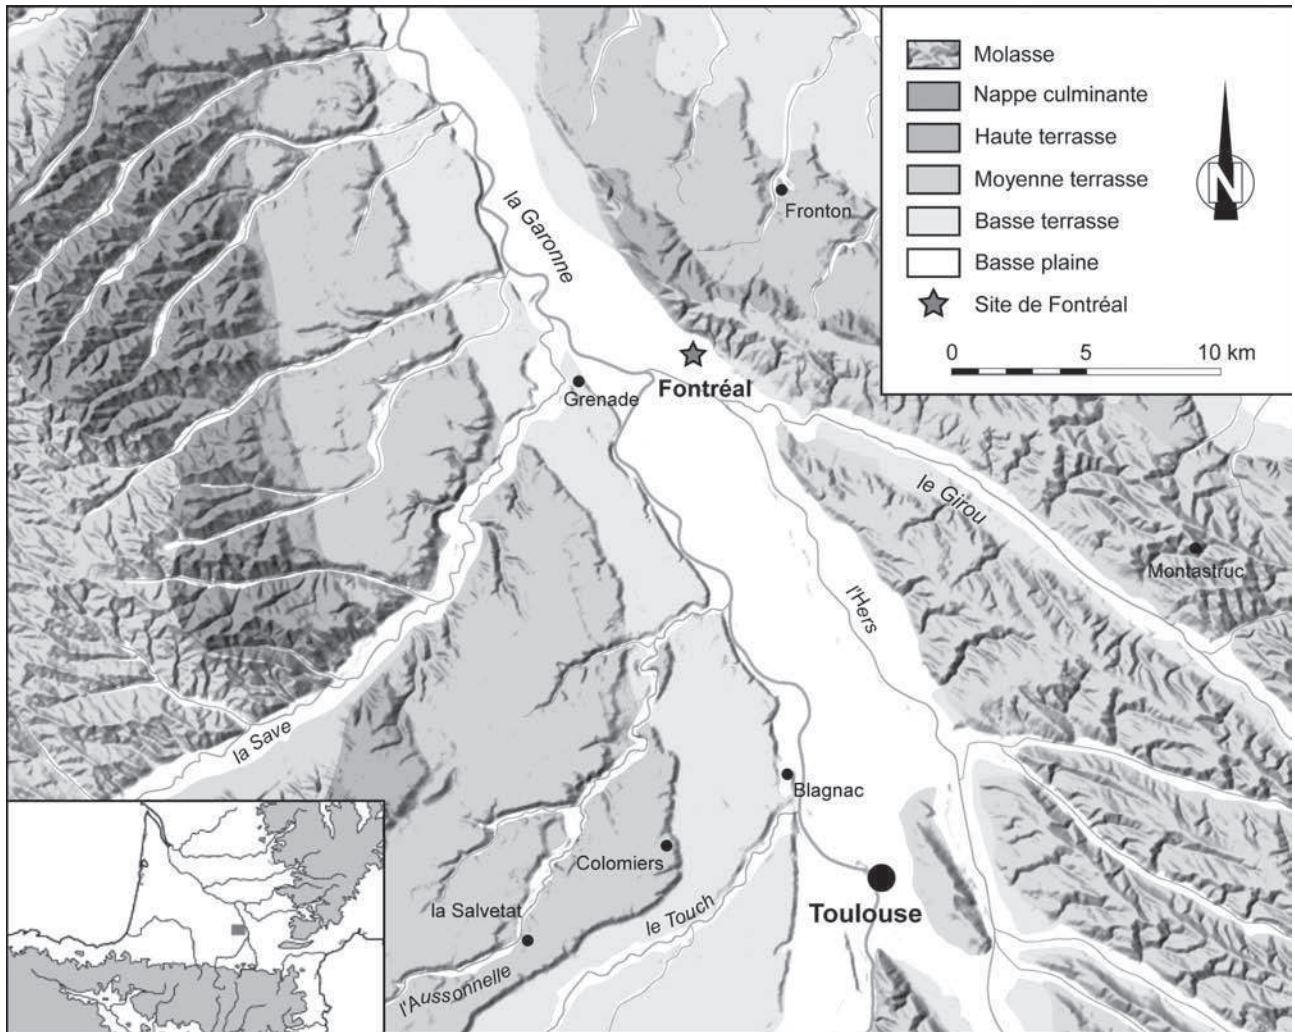 Molasse
Nappe culminante
Haute terrasse
Moyenne terrasse
Basse terrasse
Basse plaine
Site de Fontréal
0 5 10 km
N
Fronton
la Garonne
Fontréal
Grenade
le Girou
Montastruc
l'Hers
la Save
Blagnac
Colomiers
Toulouse
la Salvetat
le Touch
l'Aussonnelle